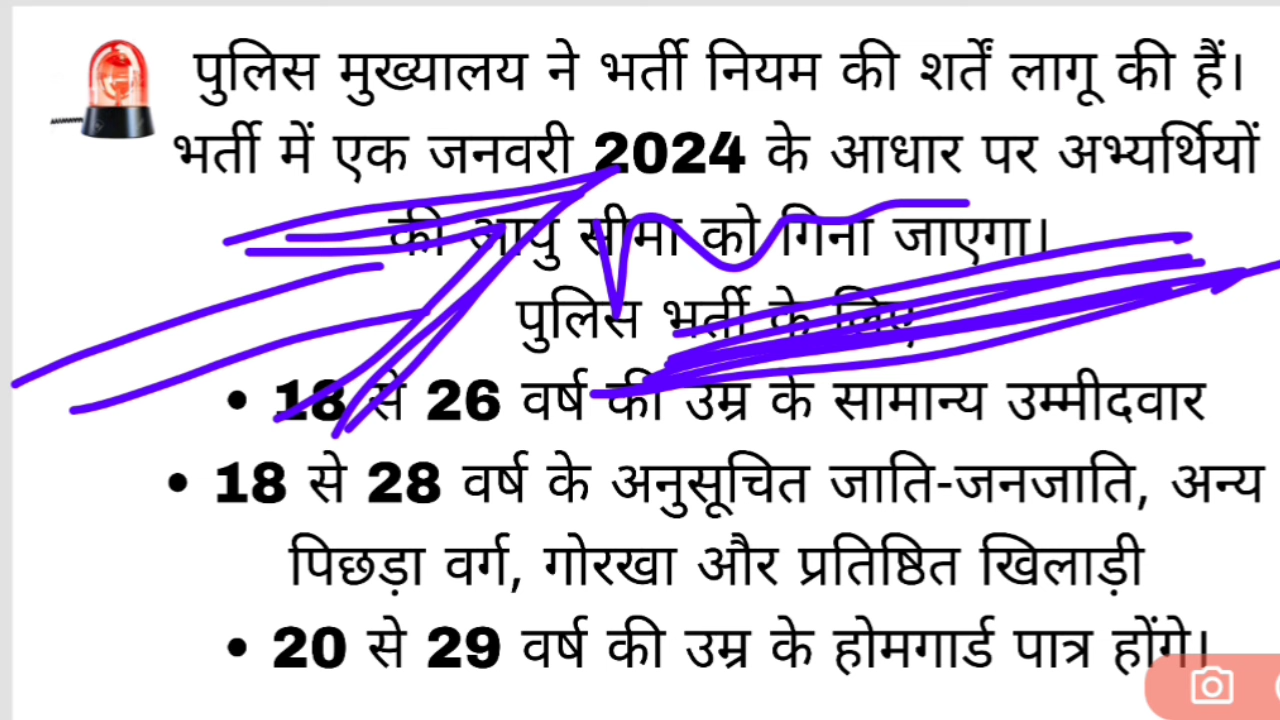 पुलिस मुख्यालय ने भर्ती नियम की शर्तें लागू की हैं।
भर्ती में एक जनवरी 2024 के आधार पर अभ्यर्थियों
की आयु सीमा को गिना जाएगा।
पुलिस भर्ती के लिए
• 18 से 26 वर्ष की उम्र के सामान्य उम्मीदवार
• 18 से 28 वर्ष के अनुसूचित जाति-जनजाति, अन्य
पिछड़ा वर्ग, गोरखा और प्रतिष्ठित खिलाड़ी
• 20 से 29 वर्ष की उम्र के होमगार्ड पात्र होंगे।